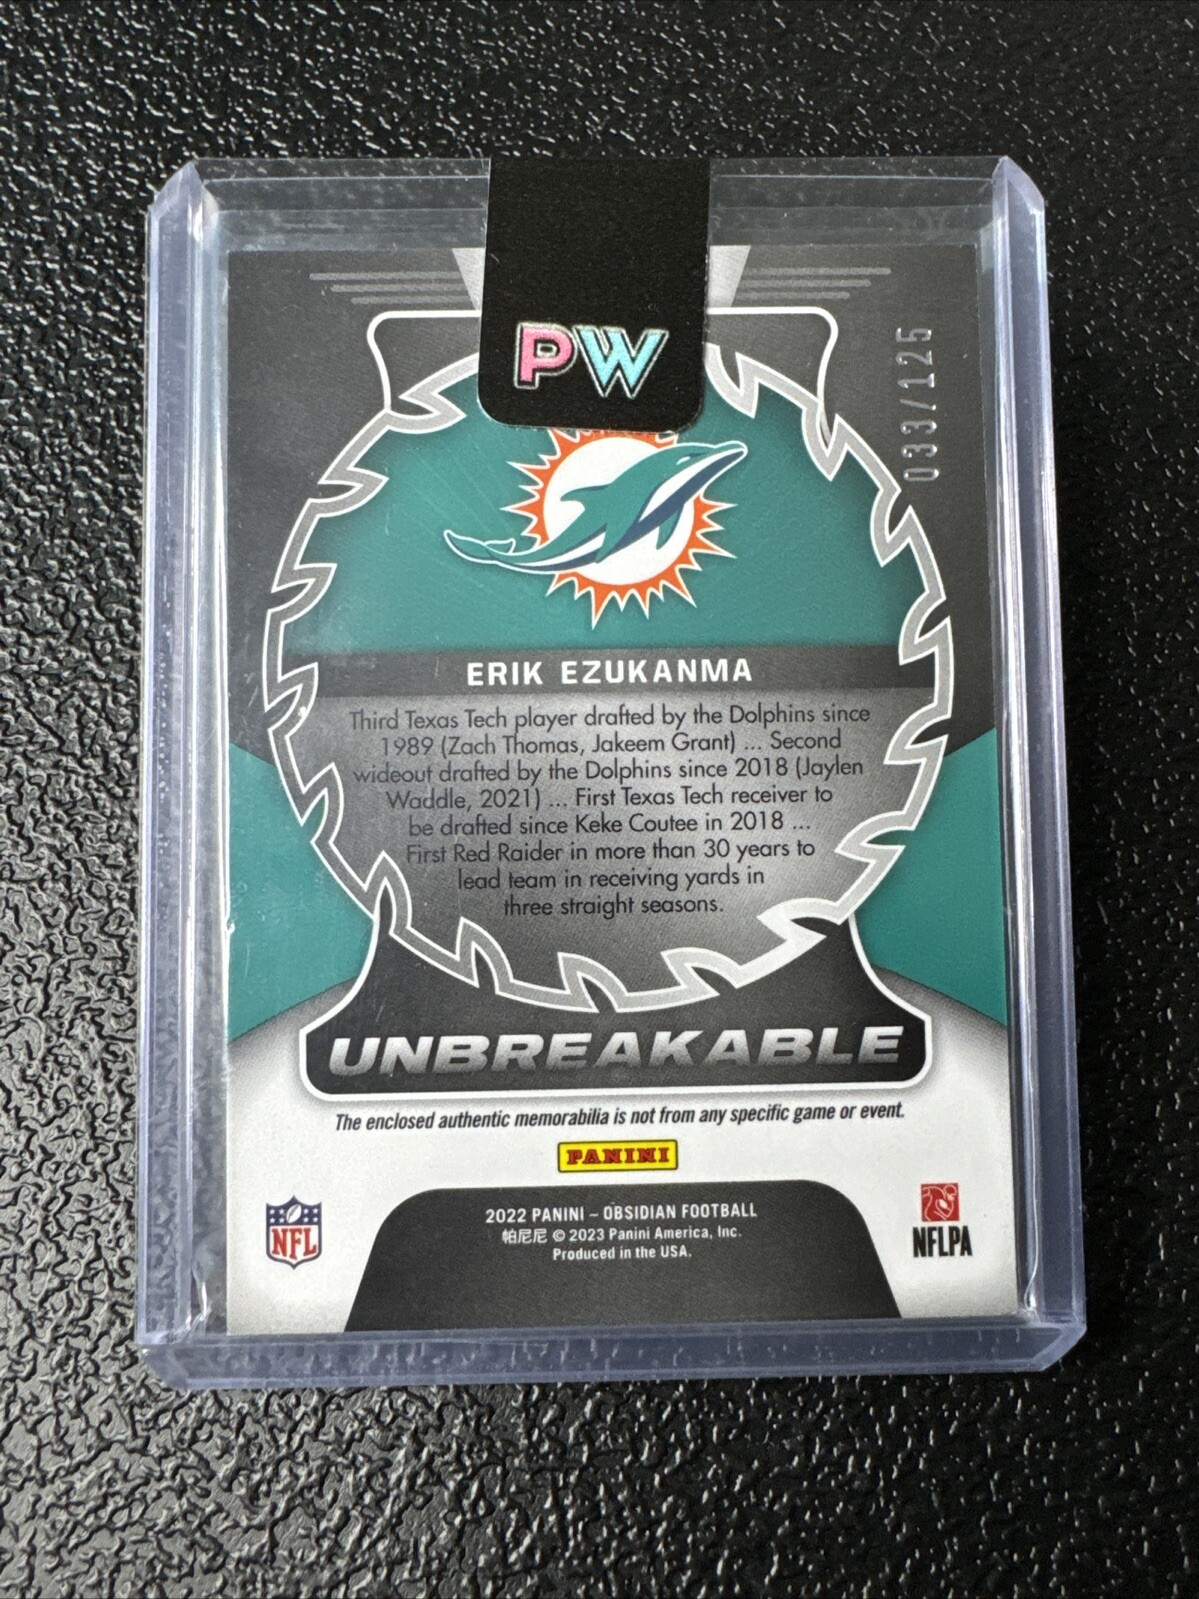 PW
033/125
ERIK EZUKANMA
Third Texas Tech player drafted by the Dolphins since
1989 (Zach Thomas, Jakeem Grant) ... Second
wideout drafted by the Dolphins since 2018 (Jaylen
Waddle, 2021) ... First Texas Tech receiver to
be drafted since Keke Coutee in 2018 ...
First Red Raider in more than 30 years to
lead team in receiving yards in
three straight seasons.
UNBREAKABLE
The enclosed authentic memorabilia is not from any specific game or event.
PANINI
2022 PANINI – OBSIDIAN FOOTBALL
帕尼尼 © 2023 Panini America, Inc.
Produced in the USA.
NFL
NFLPA